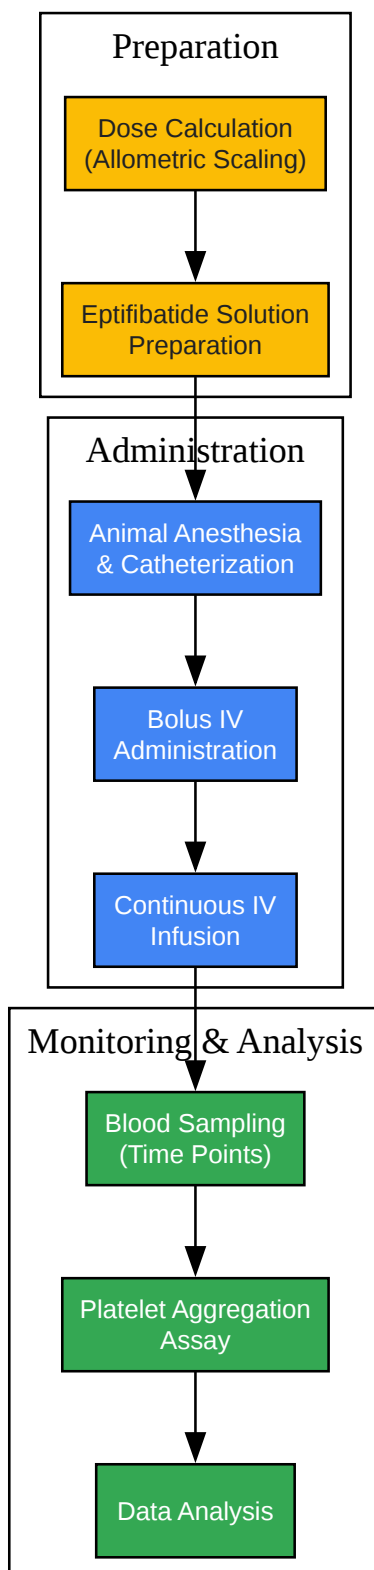 Preparation
Dose Calculation
(Allometric Scaling)
Eptifibatide Solution
Preparation
Administration
Animal Anesthesia
& Catheterization
Bolus IV
Administration
Continuous IV
Infusion
Monitoring & Analysis
Blood Sampling
(Time Points)
Platelet Aggregation
Assay
Data Analysis